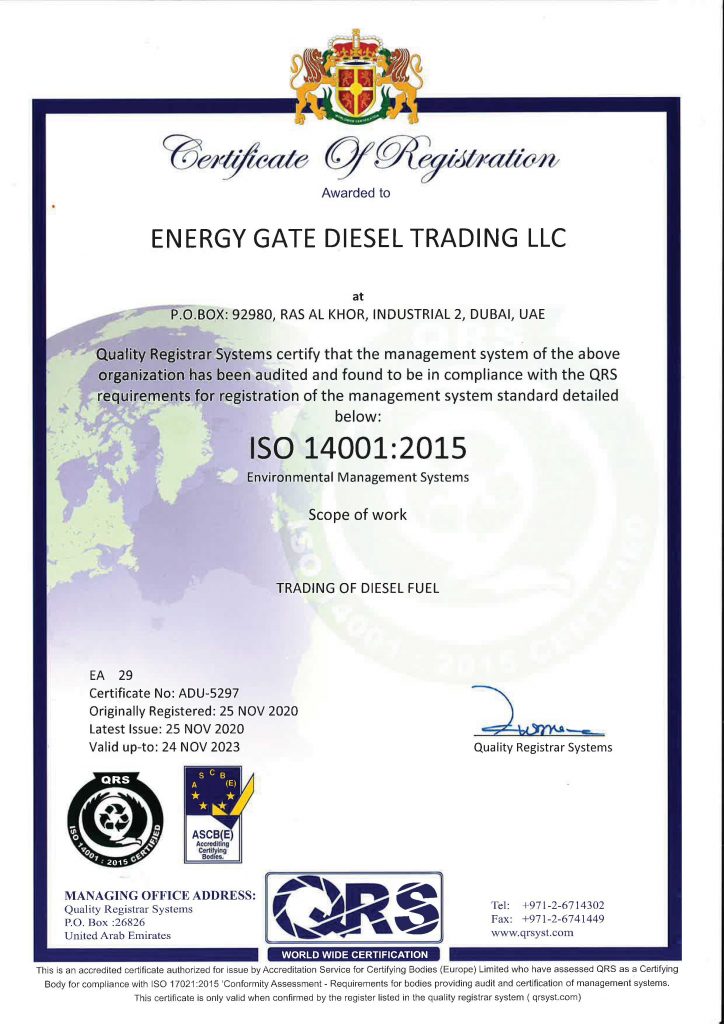 Certificate Of Registration
Awarded to
ENERGY GATE DIESEL TRADING LLC
at
P.O.BOX: 92980, RAS AL KHOR, INDUSTRIAL 2, DUBAI, UAE
Quality Registrar Systems certify that the management system of the above
organization has been audited and found to be in compliance with the QRS
requirements for registration of the management system standard detailed
below:
ISO 14001:2015
Environmental Management Systems
Scope of work
TRADING OF DIESEL FUEL
EA 29
Certificate No: ADU-5297
Originally Registered: 25 NOV 2020
Latest Issue: 25 NOV 2020
Valid up-to: 24 NOV 2023
Quality Registrar Systems
QRS
ISO 14001 : 2015 CERTIFIED
A S C B (E)
ASCB(E)
Accrediting
Certifying
Bodies.
MANAGING OFFICE ADDRESS:
Quality Registrar Systems
P.O. Box :26826
United Arab Emirates
QRS
WORLD WIDE CERTIFICATION
Tel: +971-2-6714302
Fax: +971-2-6741449
www.qrsyst.com
This is an accredited certificate authorized for issue by Accreditation Service for Certifying Bodies (Europe) Limited who have assessed QRS as a Certifying
Body for compliance with ISO 17021:2015 'Conformity Assessment - Requirements for bodies providing audit and certification of management systems.
This certificate is only valid when confirmed by the register listed in the quality registrar system ( qrsyst.com)